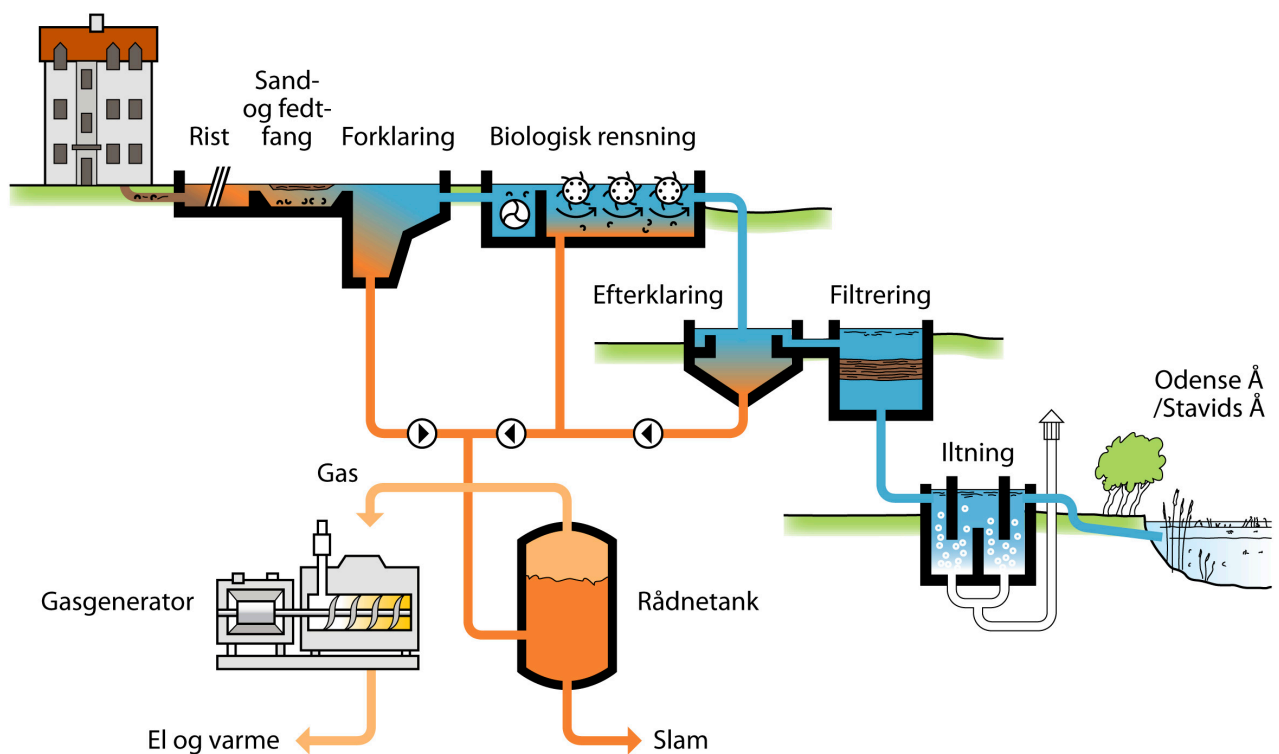 Sand-
og fedt-
fang
Rist
Forklaring
Biologisk rensning
Efterklaring
Filtrering
Odense Å
/Stavids Å
Iltning
Gas
Gasgenerator
Rådnetank
El og varme
Slam